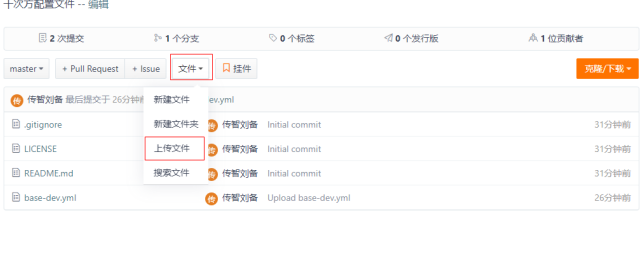 十次方配置文件 -- 编辑
2 次提交 1 个分支 0 个标签 0 个发行版 1 位贡献者
master + Pull Request + Issue 文件 挂件 克隆/下载
传 传智刘备 最后提交于 26分钟前 ev.yml
新建文件
.gitignore 传智刘备 Initial commit 31分钟前
新建文件夹
LICENSE 传智刘备 Initial commit 31分钟前
上传文件
README.md 传智刘备 Initial commit 31分钟前
搜索文件
base-dev.yml 传 传智刘备 Upload base-dev.yml 26分钟前